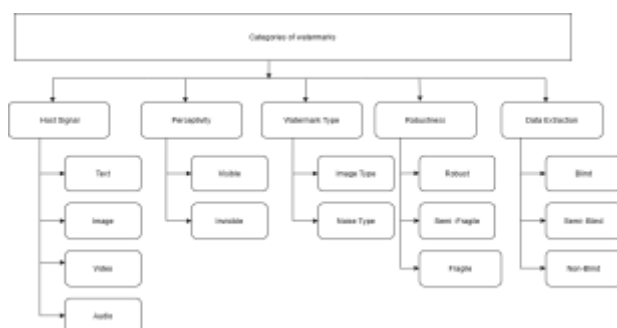 Categories of watermarks
Host Signal
Perceptivity
Watermark Type
Robustness
Data Extraction
Text
Visible
Image Type
Robust
Blind
Image
Invisible
Noise Type
Semi-Fragile
Semi-Blind
Video
Fragile
Non-Blind
Audio